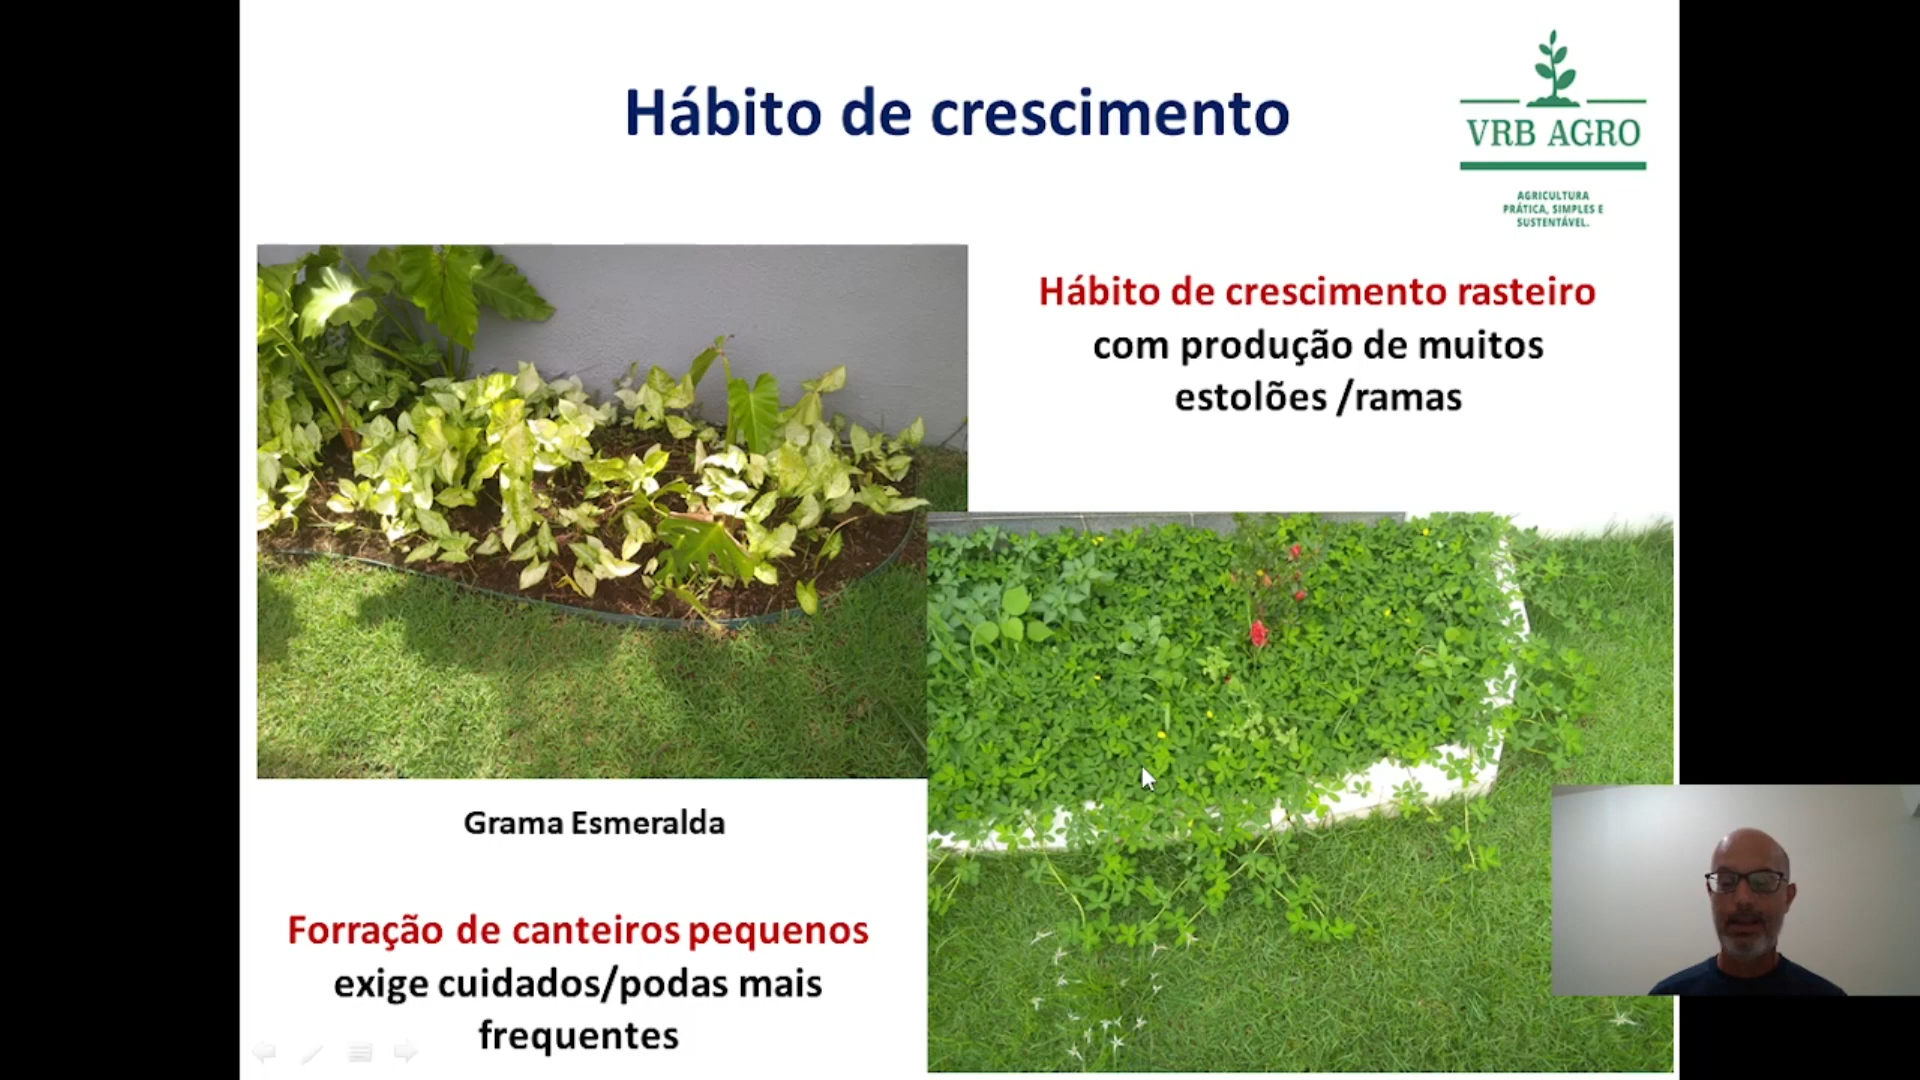 Hábito de crescimento
VRB AGRO
AGRICULTURA
PRÁTICA, SIMPLES E
SUSTENTÁVEL.
Hábito de crescimento rasteiro
com produção de muitos
estolões /ramas
Grama Esmeralda
Forração de canteiros pequenos
exige cuidados/podas mais
frequentes